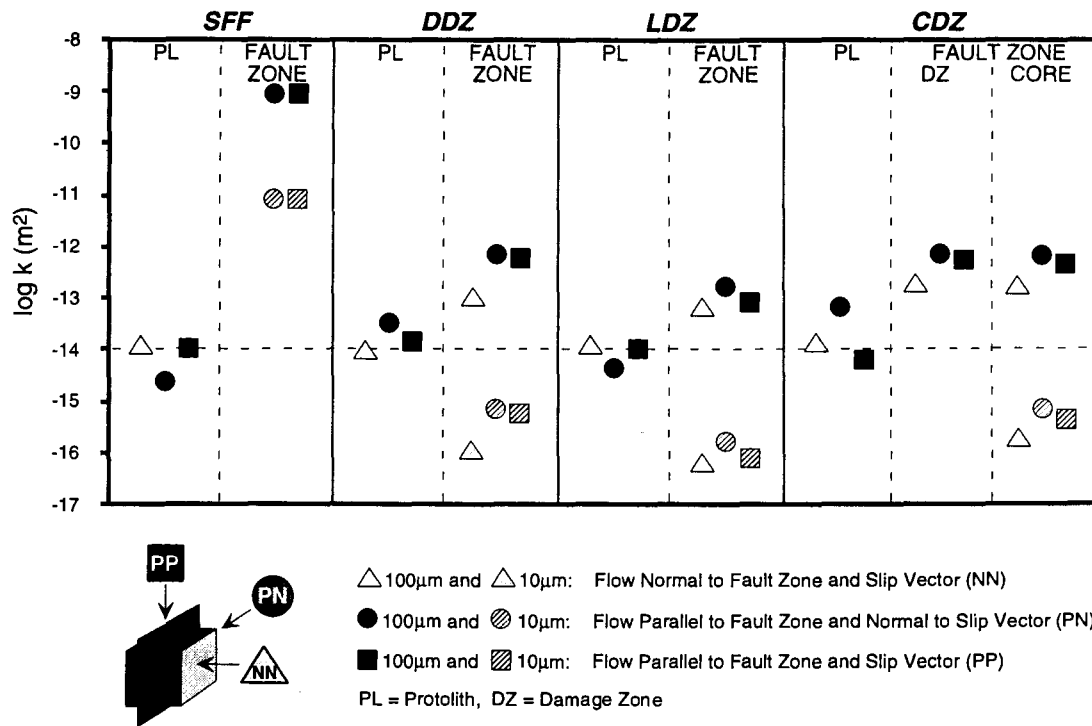 SFF DDZ LDZ CDZ
PL FAULT ZONE PL FAULT ZONE PL FAULT ZONE PL FAULT ZONE
DZ CORE
-8
-9
-10
-11
-12
-13
-14
-15
-16
-17
log k (m²)
PP
PN
NN
100µm and 10µm: Flow Normal to Fault Zone and Slip Vector (NN)
100µm and 10µm: Flow Parallel to Fault Zone and Normal to Slip Vector (PN)
100µm and 10µm: Flow Parallel to Fault Zone and Slip Vector (PP)
PL = Protolith, DZ = Damage Zone